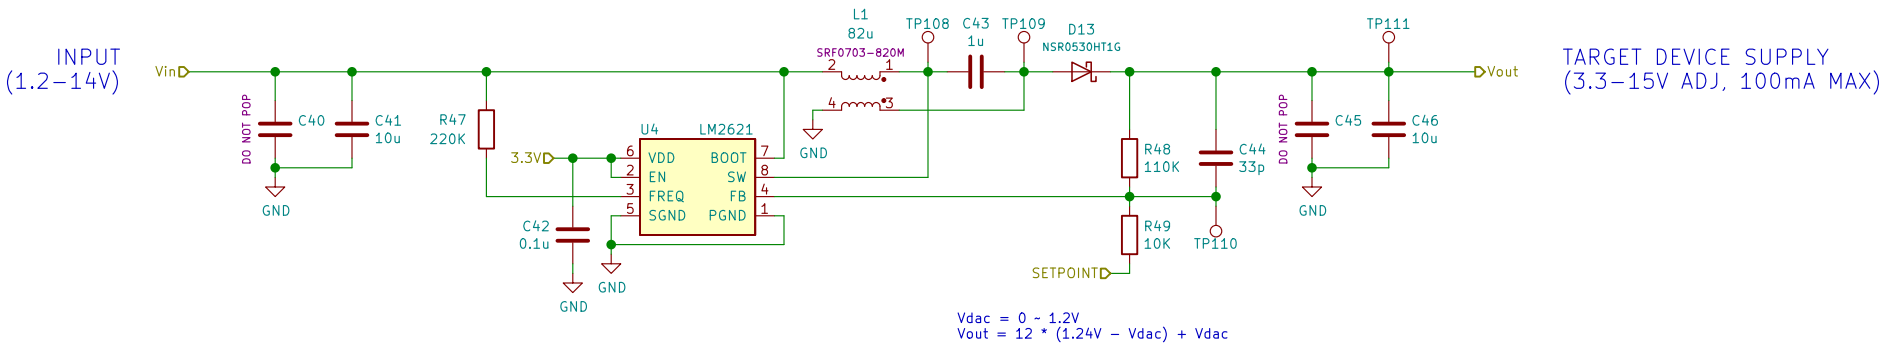 INPUT
(1.2-14V)
Vin
DO NOT POP
C40
C41
10u
GND
R47
220K
3.3V
C42
0.1u
GND
U4
LM2621
6
VDD
BOOT
7
2
EN
SW
8
3
FREQ
FB
4
5
SGND
PGND
1
GND
L1
82u
SRF0703-820M
2
1
4
3
GND
TP108
C43
1u
TP109
D13
NSR0530HT1G
R48
110K
C44
33p
R49
10K
TP110
SETPOINT
DO NOT POP
C45
C46
10u
GND
TP111
Vout
TARGET DEVICE SUPPLY
(3.3-15V ADJ, 100mA MAX)
Vdac = 0 ~ 1.2V
Vout = 12 * (1.24V - Vdac) + Vdac